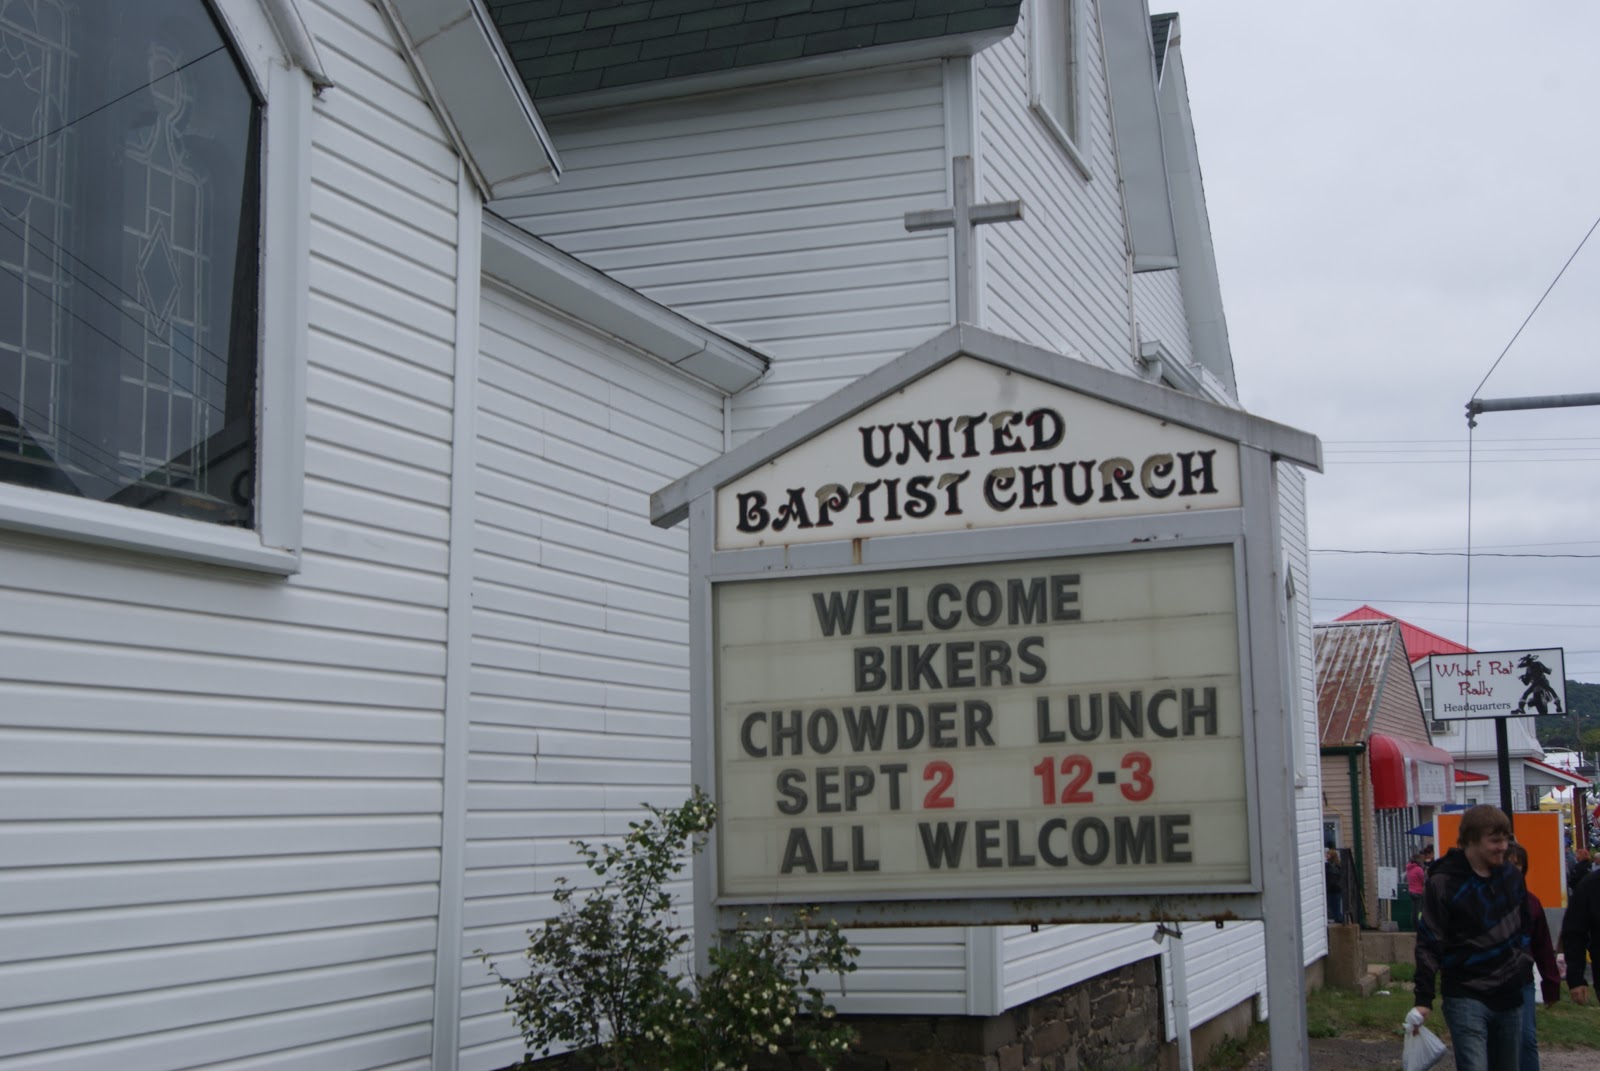 UNITED
BAPTIST CHURCH
WELCOME
BIKERS
CHOWDER LUNCH
SEPT 2 12-3
ALL WELCOME
Wharf Rat
Rally
Headquarters